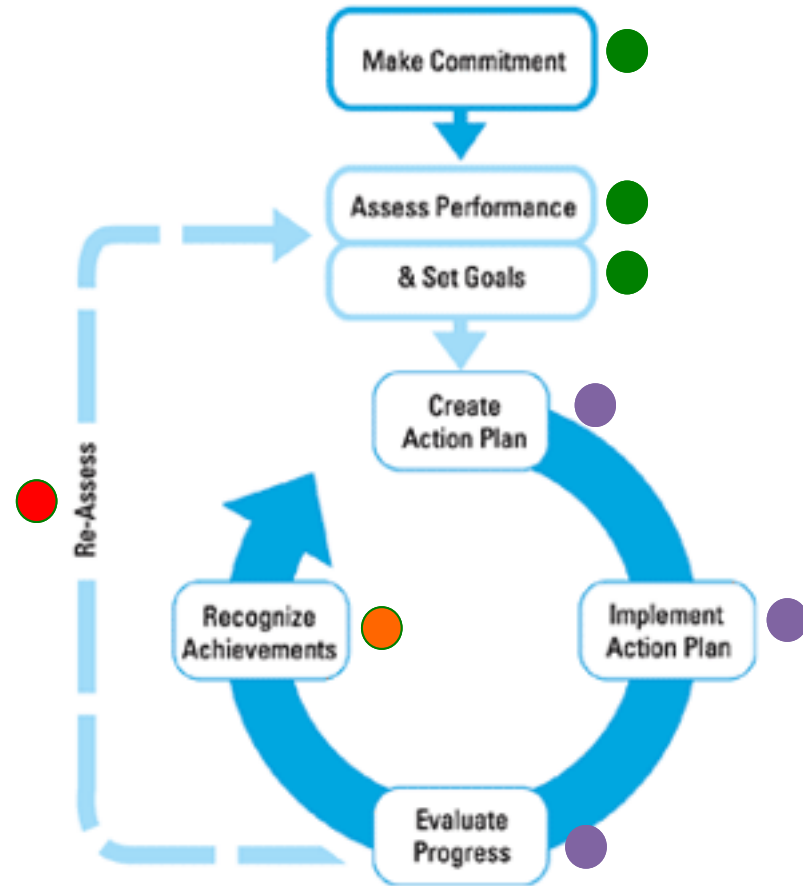 Make Commitment
Assess Performance
& Set Goals
Create
Action Plan
Implement
Action Plan
Evaluate
Progress
Recognize
Achievements
Re-Assess